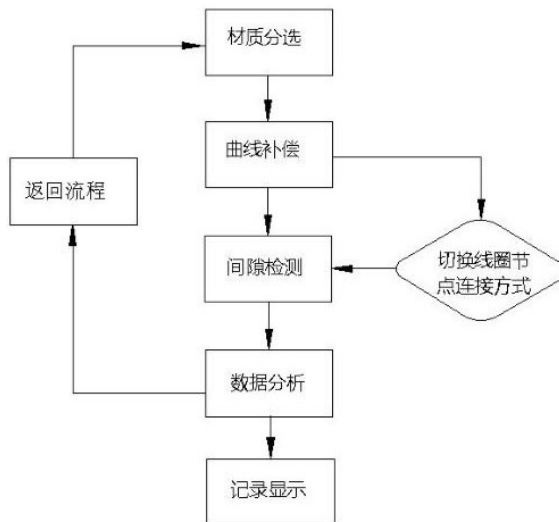 材质分选
曲线补偿
返回流程
间隙检测
切换线圈节
点连接方式
数据分析
记录显示